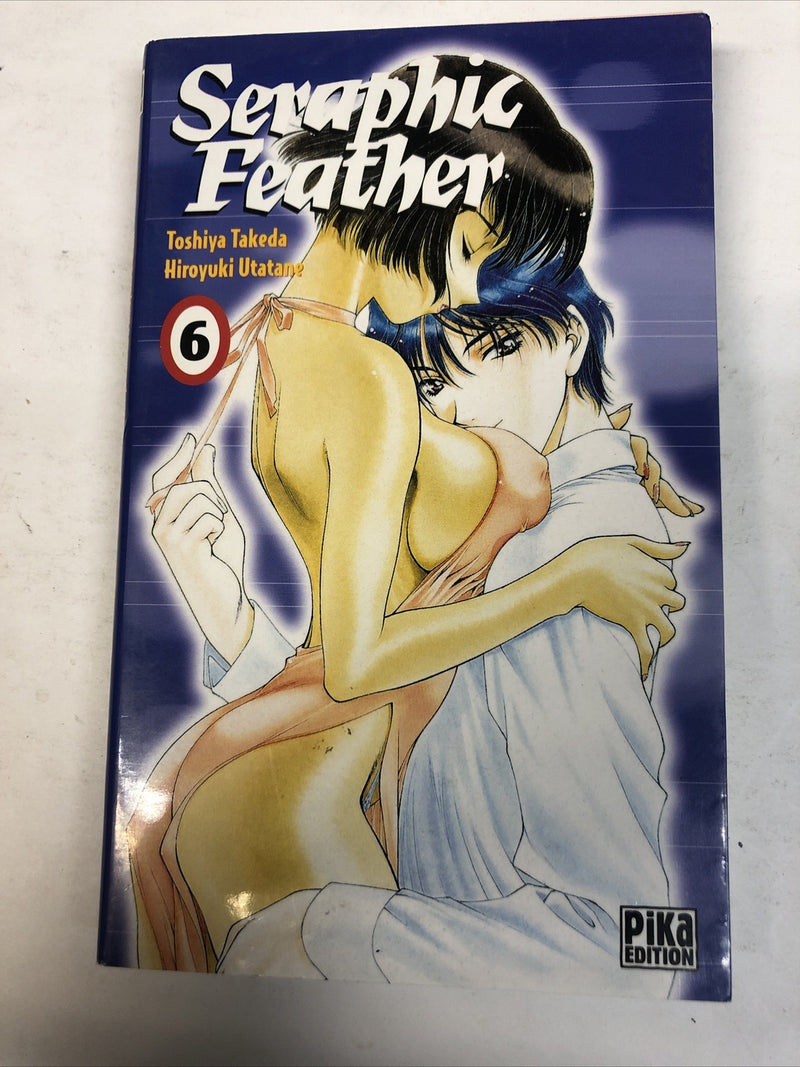 Seraphic
Feather
Toshiya Takeda
Hiroyuki Utatane
6
PiKa
EDITION